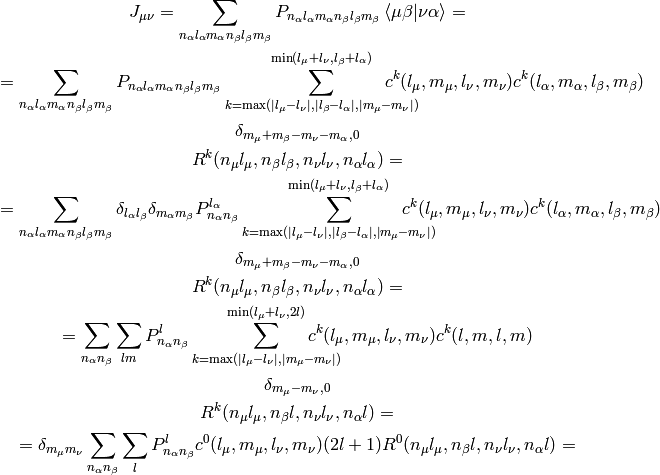 J_{\mu\nu} = \sum_{n_\alpha l_\alpha m_\alpha n_\beta l_\beta m_\beta} P_{n_\alpha l_\alpha m_\alpha n_\beta l_\beta m_\beta} \langle \mu\beta | \nu\alpha \rangle =
= \sum_{n_\alpha l_\alpha m_\alpha n_\beta l_\beta m_\beta} P_{n_\alpha l_\alpha m_\alpha n_\beta l_\beta m_\beta} \sum_{k=\max(|l_\mu-l_\nu|,|l_\beta-l_\alpha|,|m_\mu-m_\nu|)}^{\min(l_\mu+l_\nu,l_\beta+l_\alpha)} c^k(l_\mu, m_\mu, l_\nu, m_\nu) c^k(l_\alpha, m_\alpha, l_\beta, m_\beta)
\delta_{m_\mu+m_\beta-m_\nu-m_\alpha,0}
R^k(n_\mu l_\mu, n_\beta l_\beta, n_\nu l_\nu, n_\alpha l_\alpha) =
= \sum_{n_\alpha l_\alpha m_\alpha n_\beta l_\beta m_\beta} \delta_{l_\alpha l_\beta} \delta_{m_\alpha m_\beta} P^{l_\alpha}_{n_\alpha n_\beta} \sum_{k=\max(|l_\mu-l_\nu|,|l_\beta-l_\alpha|,|m_\mu-m_\nu|)}^{\min(l_\mu+l_\nu,l_\beta+l_\alpha)} c^k(l_\mu, m_\mu, l_\nu, m_\nu) c^k(l_\alpha, m_\alpha, l_\beta, m_\beta)
\delta_{m_\mu+m_\beta-m_\nu-m_\alpha,0}
R^k(n_\mu l_\mu, n_\beta l_\beta, n_\nu l_\nu, n_\alpha l_\alpha) =
= \sum_{n_\alpha n_\beta} \sum_{lm} P^l_{n_\alpha n_\beta} \sum_{k=\max(|l_\mu-l_\nu|,|m_\mu-m_\nu|)}^{\min(l_\mu+l_\nu,2l)} c^k(l_\mu, m_\mu, l_\nu, m_\nu) c^k(l, m, l, m)
\delta_{m_\mu-m_\nu,0}
R^k(n_\mu l_\mu, n_\beta l, n_\nu l_\nu, n_\alpha l) =
= \delta_{m_\mu m_\nu} \sum_{n_\alpha n_\beta} \sum_l P^l_{n_\alpha n_\beta} c^0(l_\mu, m_\mu, l_\nu, m_\nu)(2l + 1) R^0(n_\mu l_\mu, n_\beta l, n_\nu l_\nu, n_\alpha l) =